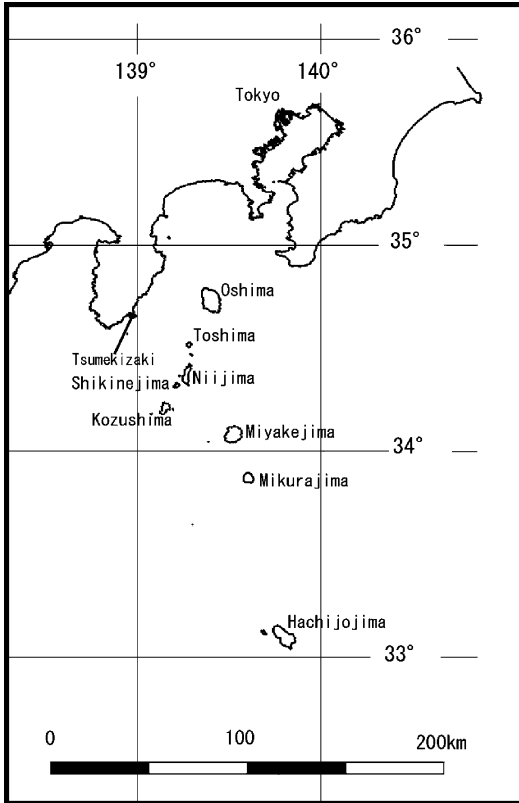 36°
139° 140°
Tokyo
35°
Oshima
Toshima
Tsumekizaki
Shikinejima
Niijima
Kozushima
Miyakejima
34°
Mikurajima
Hachijojima
33°
0 100 200km